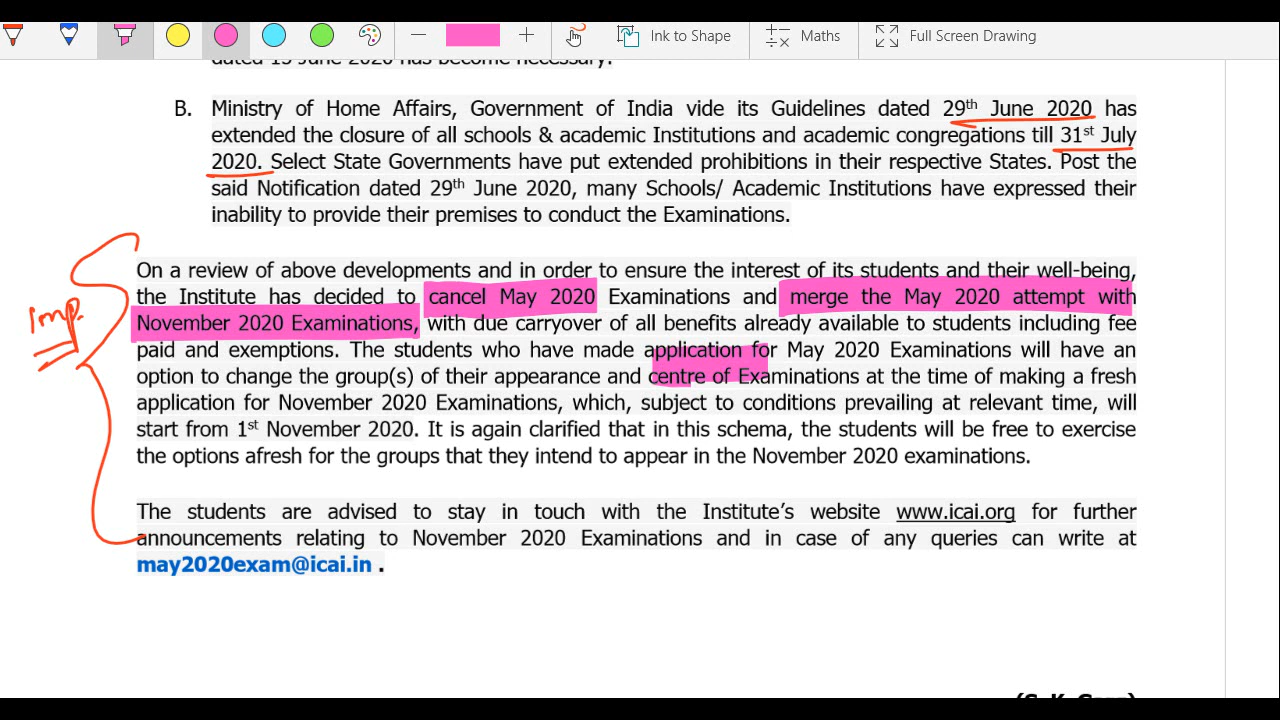 Ink to Shape Maths Full Screen Drawing
dated 15 June 2020 has become necessary.
B. Ministry of Home Affairs, Government of India vide its Guidelines dated 29th June 2020 has
extended the closure of all schools & academic Institutions and academic congregations till 31st July
2020. Select State Governments have put extended prohibitions in their respective States. Post the
said Notification dated 29th June 2020, many Schools/ Academic Institutions have expressed their
inability to provide their premises to conduct the Examinations.
On a review of above developments and in order to ensure the interest of its students and their well-being,
the Institute has decided to cancel May 2020 Examinations and merge the May 2020 attempt with
Imp.
November 2020 Examinations, with due carryover of all benefits already available to students including fee
paid and exemptions. The students who have made application for May 2020 Examinations will have an
option to change the group(s) of their appearance and centre of Examinations at the time of making a fresh
application for November 2020 Examinations, which, subject to conditions prevailing at relevant time, will
start from 1st November 2020. It is again clarified that in this schema, the students will be free to exercise
the options afresh for the groups that they intend to appear in the November 2020 examinations.
The students are advised to stay in touch with the Institute's website www.icai.org for further
announcements relating to November 2020 Examinations and in case of any queries can write at
may2020exam@icai.in .